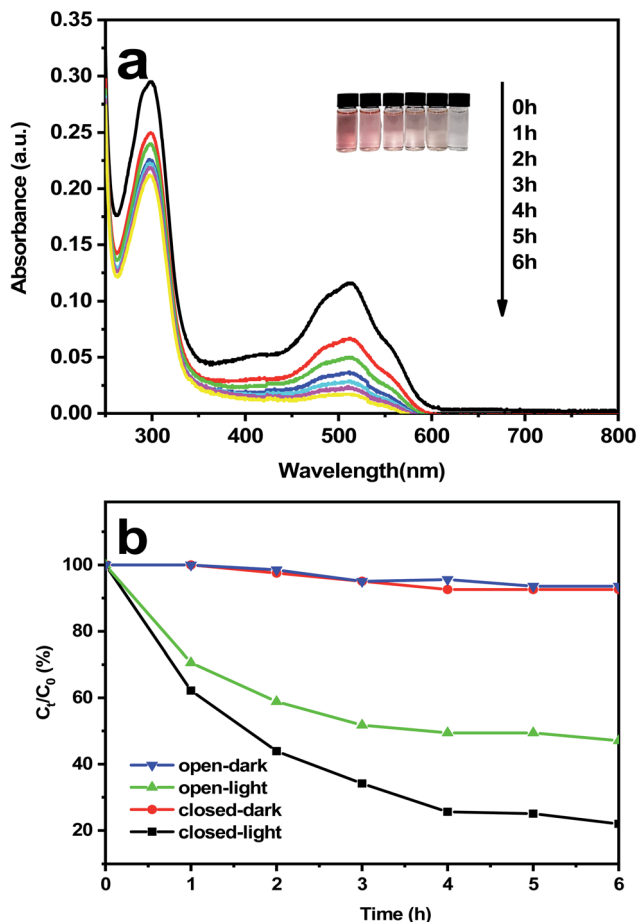 a
0.35
0.30
0.25
0.20
0.15
0.10
0.05
0.00
Absorbance (a.u.)
0h
1h
2h
3h
4h
5h
6h
300
400
500
600
700
800
Wavelength(nm)
b
100
80
60
40
20
Cₜ/C₀ (%)
open-dark
open-light
closed-dark
closed-light
0
1
2
3
4
5
6
Time (h)